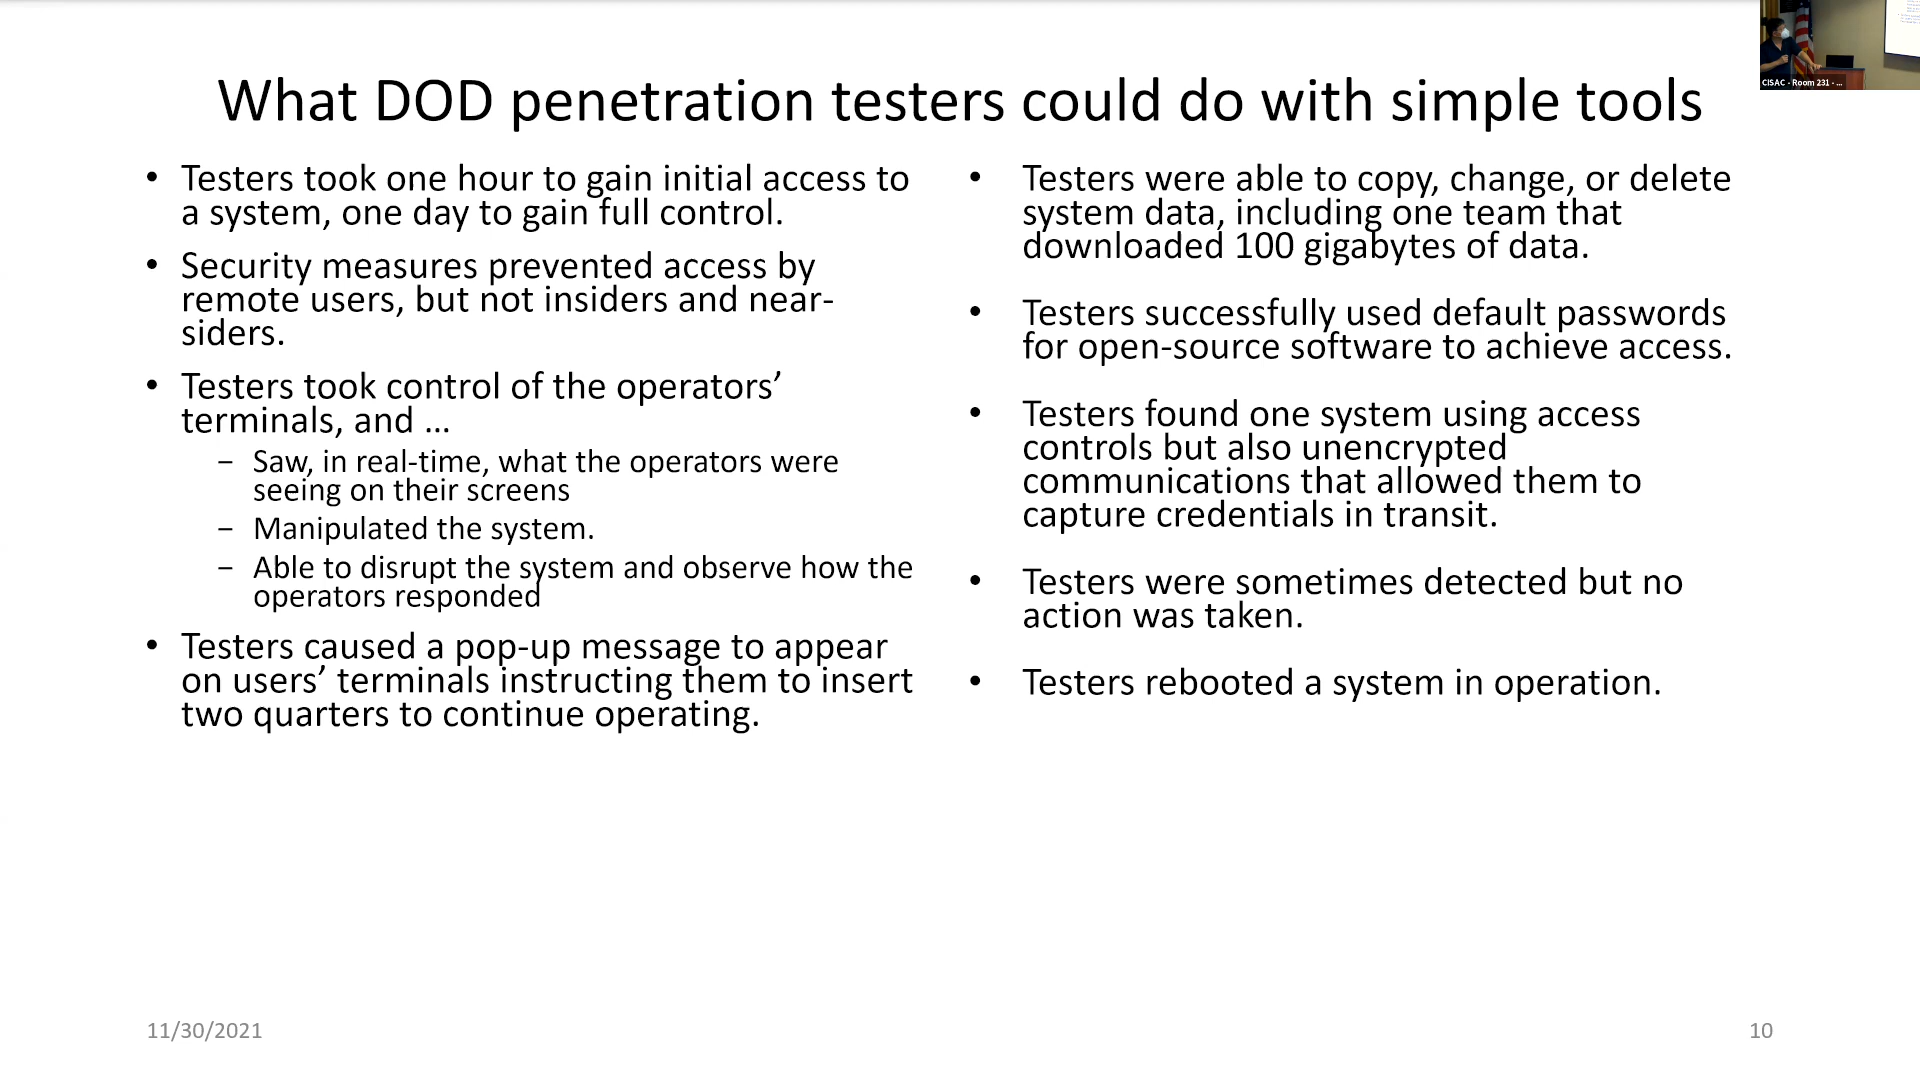 What DOD penetration testers could do with simple tools
• Testers took one hour to gain initial access to
a system, one day to gain full control.
• Security measures prevented access by
remote users, but not insiders and near-
siders.
• Testers took control of the operators’
terminals, and …
– Saw, in real-time, what the operators were
seeing on their screens
– Manipulated the system.
– Able to disrupt the system and observe how the
operators responded
• Testers caused a pop-up message to appear
on users’ terminals instructing them to insert
two quarters to continue operating.
• Testers were able to copy, change, or delete
system data, including one team that
downloaded 100 gigabytes of data.
• Testers successfully used default passwords
for open-source software to achieve access.
• Testers found one system using access
controls but also unencrypted
communications that allowed them to
capture credentials in transit.
• Testers were sometimes detected but no
action was taken.
• Testers rebooted a system in operation.
11/30/2021
10
CISAC - Room 231 - ...